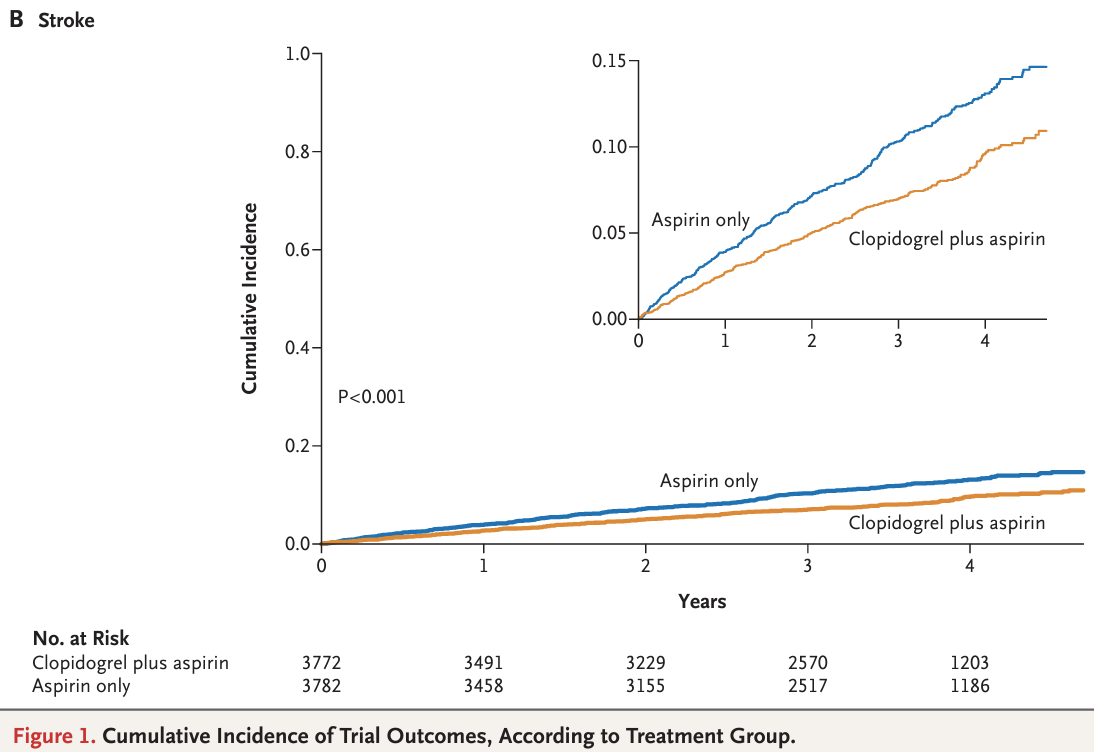 B Stroke
1.0
0.8
0.6
0.4
0.2
0.0
Cumulative Incidence
P<0.001
0.15
0.10
0.05
0.00
Aspirin only
Clopidogrel plus aspirin
0 1 2 3 4
Aspirin only
Clopidogrel plus aspirin
0 1 2 3 4
Years
No. at Risk
Clopidogrel plus aspirin 3772 3491 3229 2570 1203
Aspirin only 3782 3458 3155 2517 1186
Figure 1. Cumulative Incidence of Trial Outcomes, According to Treatment Group.